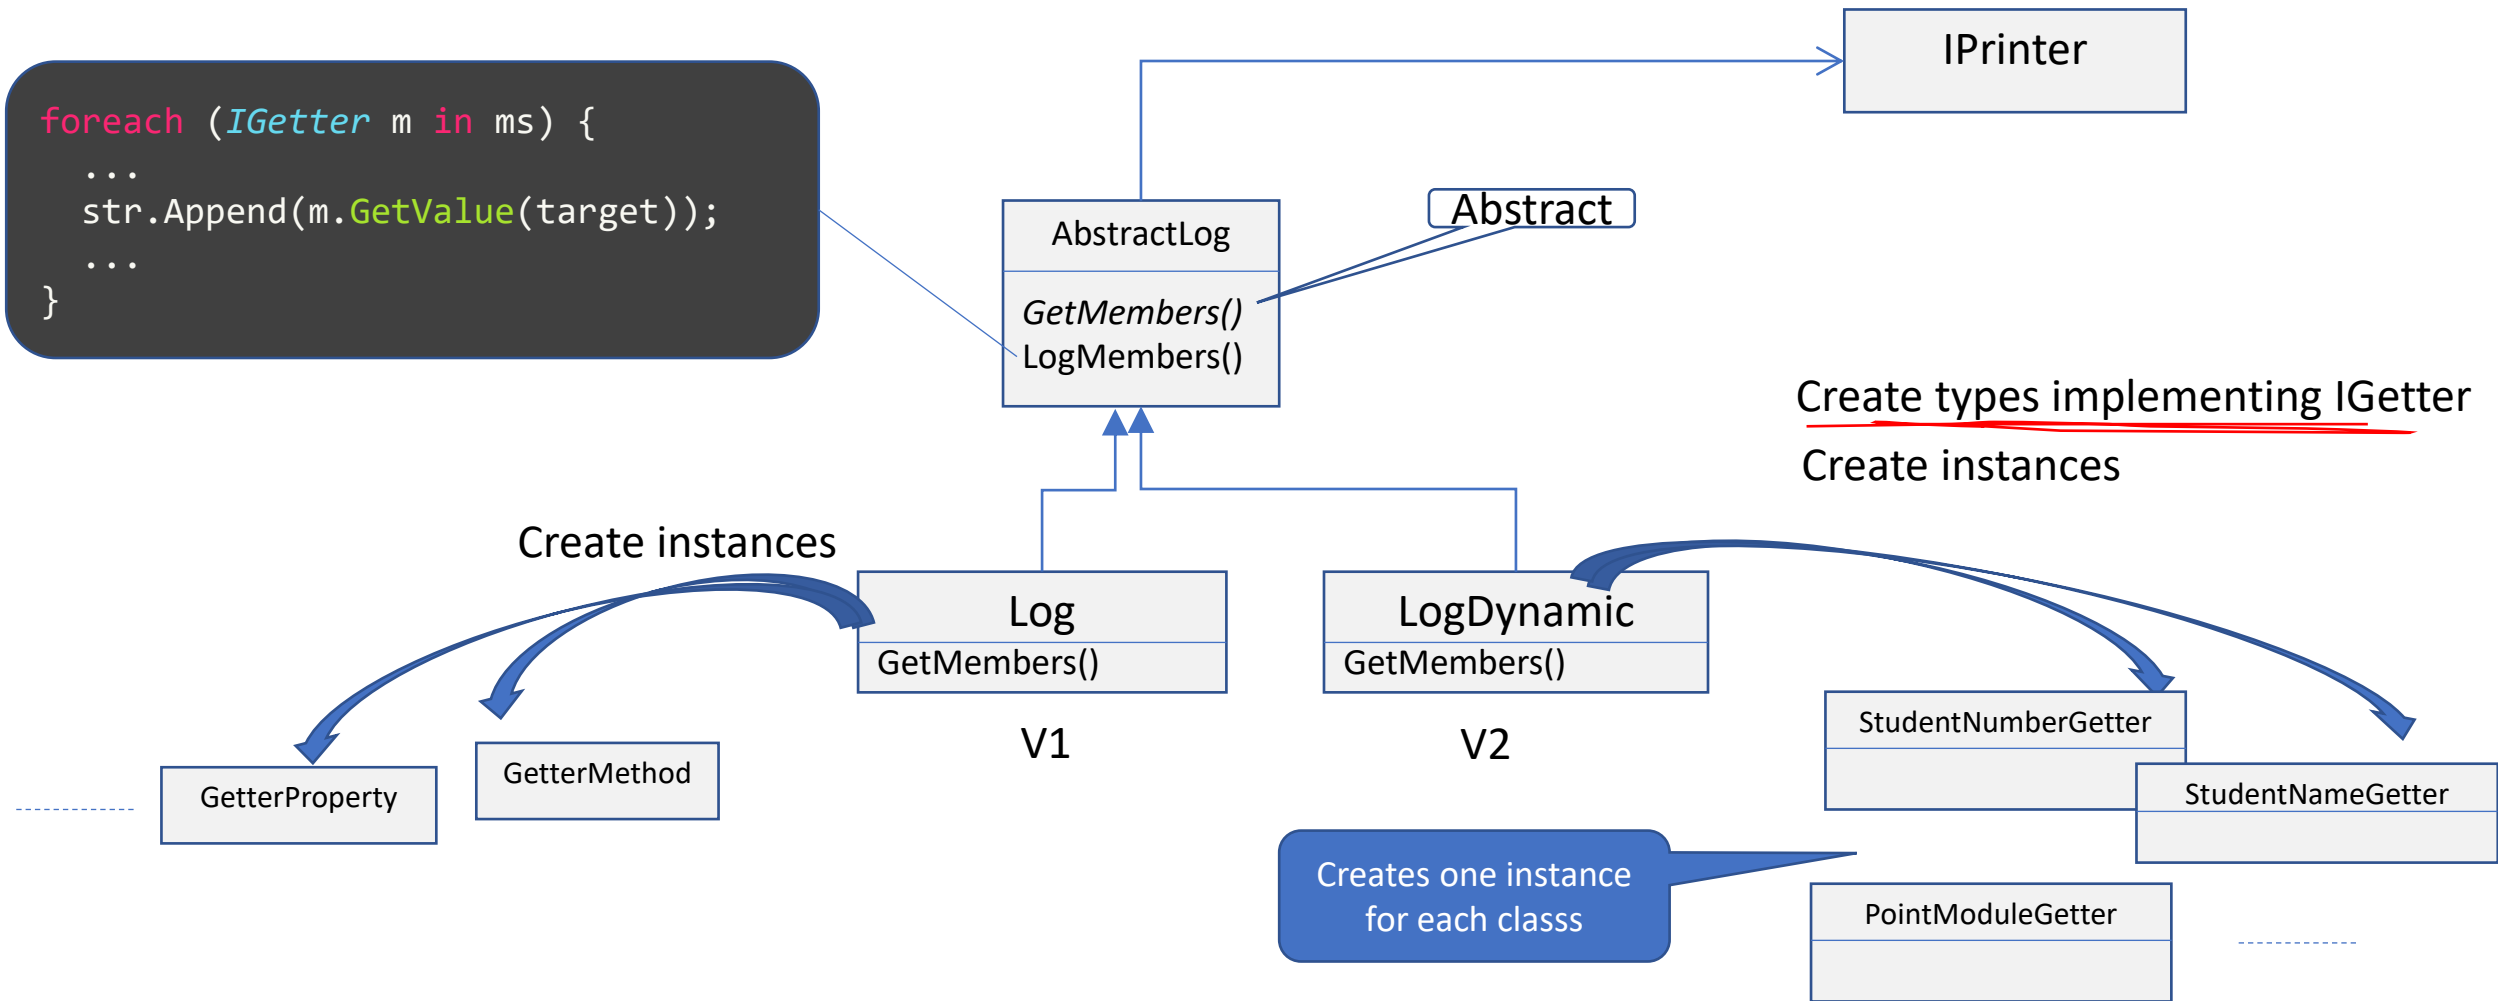 IPrinter
foreach (IGetter m in ms) {
...
str.Append(m.GetValue(target));
...
}
Abstract
AbstractLog
GetMembers()
LogMembers()
Create types implementing IGetter
Create instances
Create instances
Log
GetMembers()
LogDynamic
GetMembers()
V1
V2
GetterProperty
GetterMethod
StudentNumberGetter
StudentNameGetter
Creates one instance
for each classs
PointModuleGetter